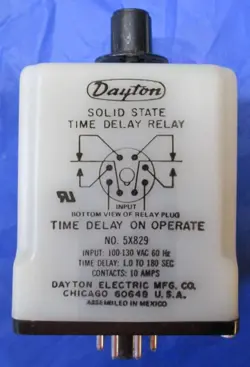 Dayton
SOLID STATE
TIME DELAY RELAY
INPUT
BOTTOM VIEW OF RELAY PLUG
TIME DELAY ON OPERATE
NO. 5X829
INPUT: 100-130 VAC 60 Hz
TIME DELAY: 1.0 TO 180 SEC
CONTACTS: 10 AMPS
DAYTON ELECTRIC MFG. CO.
CHICAGO 60648 U.S.A.
ASSEMBLED IN MEXICO